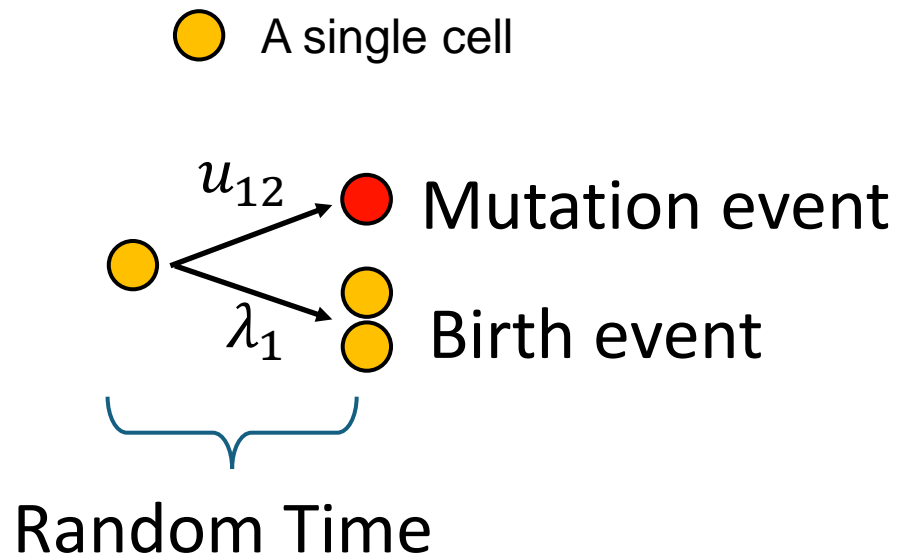 A single cell
u₁₂
Mutation event
λ₁
Birth event
Random Time